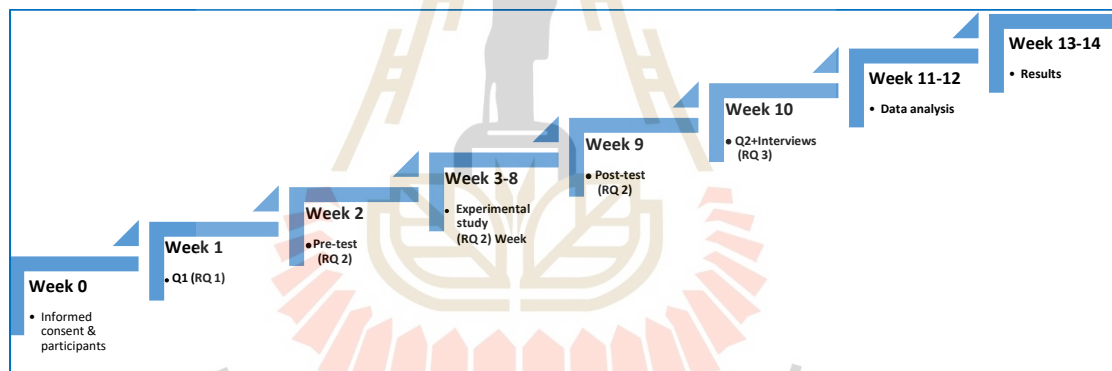 Week 0
• Informed
consent &
participants
Week 1
• Q1 (RQ 1)
Week 2
• Pre-test
(RQ 2)
Week 3-8
• Experimental
study
(RQ 2) Week
Week 9
• Post-test
(RQ 2)
Week 10
• Q2+Interviews
(RQ 3)
Week 11-12
• Data analysis
Week 13-14
• Results